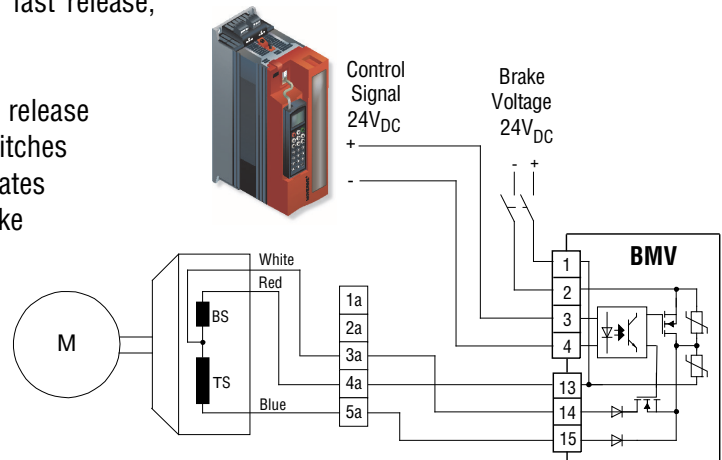 fast release,
release
itches
ates
ke
Control
Signal
24VDC
+
-
Brake
Voltage
24VDC
- +
BMV
1
2
3
4
13
14
15
White
Red
Blue
BS
TS
M
1a
2a
3a
4a
5a